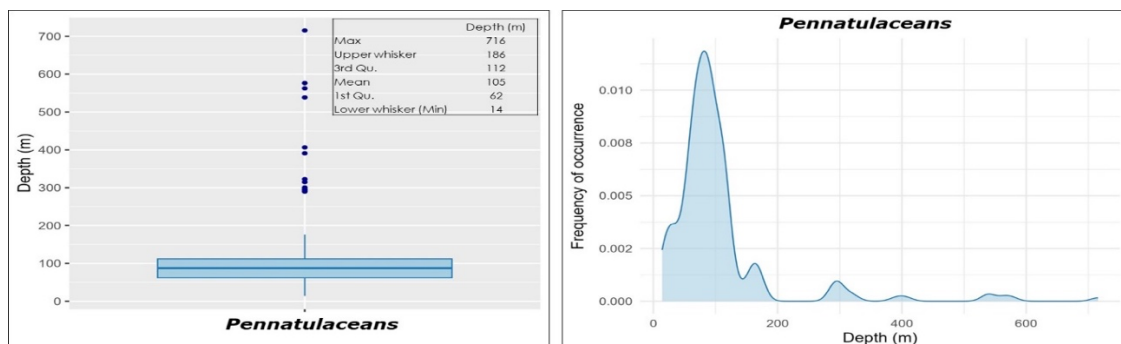 Depth (m)
Max 716
Upper whisker 186
3rd Qu. 112
Mean 105
1st Qu. 62
Lower whisker (Min) 14
700
600
500
400
300
200
100
0
Depth (m)
Pennatulaceans
Pennatulaceans
0.010
0.008
0.005
0.002
0.000
Frequency of occurrence
0 200 400 600
Depth (m)